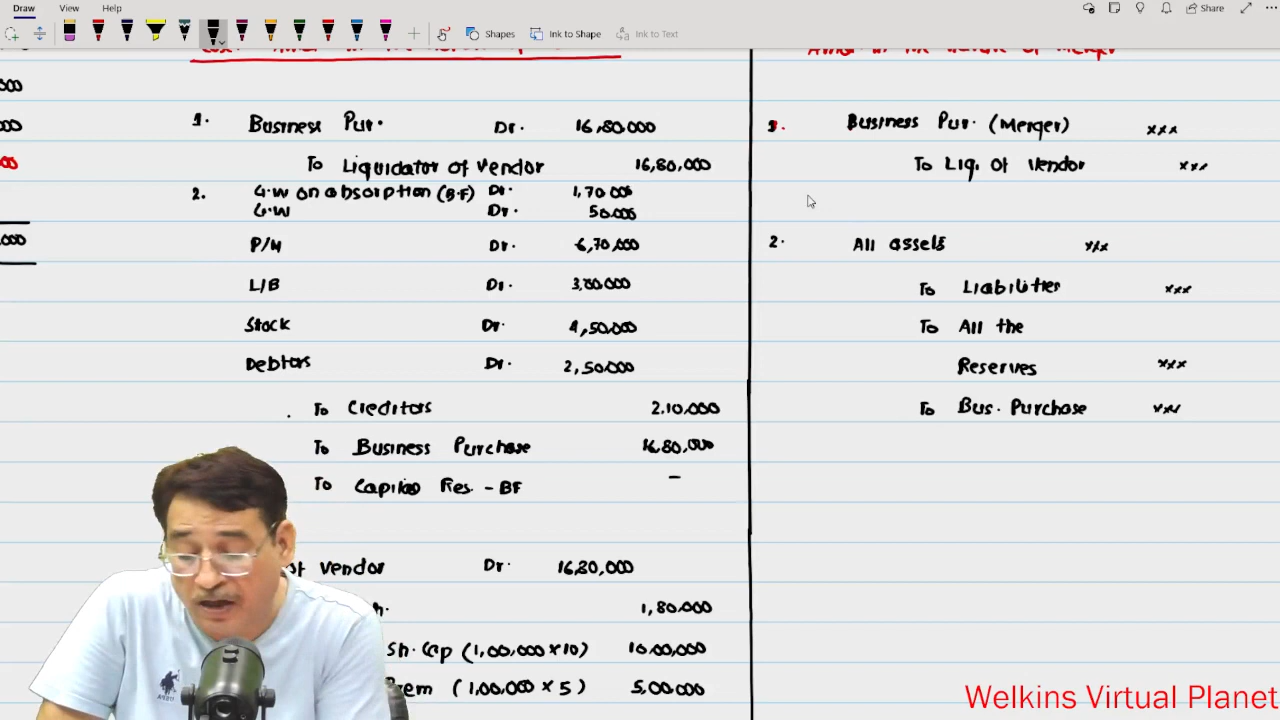 Draw View Help
Shapes Ink to Shape Ink to Text Share
000
000
00
000
1. Business Pur. Dr. 16,80,000
To Liquidator of Vendor 16,80,000
2. G.W on absorption (B.F) Dr. 1,70,000
G.W Dr. 50,000
P/M Dr. 6,70,000
L/B Dr. 3,80,000
Stock Dr. 4,50,000
Debtors Dr. 2,50,000
To Creditors 2,10,000
To Business Purchase 16,80,000
To Capital Res. - BF -
of vendor Dr. 16,80,000
1,80,000
Sh. Cap (1,00,000 x 10) 10,00,000
Prem (1,00,000 x 5) 5,00,000
1. Business Pur. (Merger) xxx
To Liq. of Vendor xxx
2. All assets xxx
To Liabilities xxx
To All the
Reserves xxx
To Bus. Purchase xxx
Welkins Virtual Planet